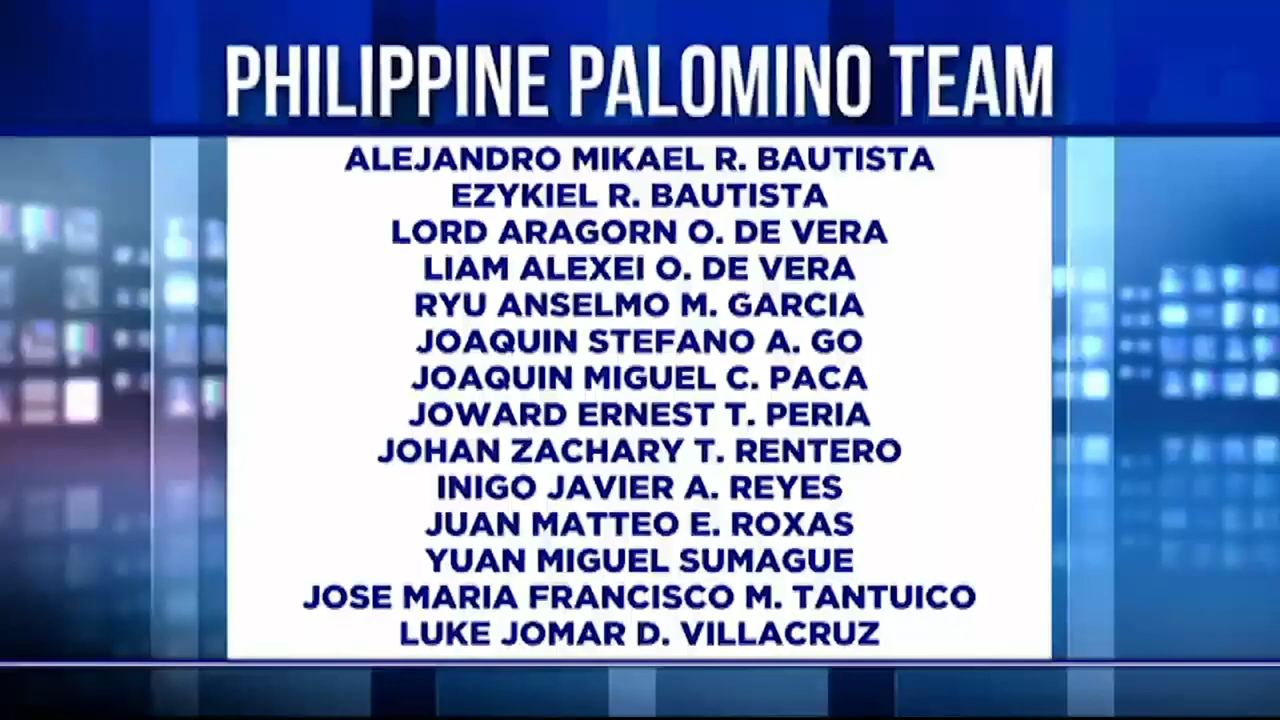 PHILIPPINE PALOMINO TEAM
ALEJANDRO MIKAEL R. BAUTISTA
EZYKIEL R. BAUTISTA
LORD ARAGORN O. DE VERA
LIAM ALEXEI O. DE VERA
RYU ANSELMO M. GARCIA
JOAQUIN STEFANO A. GO
JOAQUIN MIGUEL C. PACA
JOWARD ERNEST T. PERIA
JOHAN ZACHARY T. RENTERO
INIGO JAVIER A. REYES
JUAN MATTEO E. ROXAS
YUAN MIGUEL SUMAGUE
JOSE MARIA FRANCISCO M. TANTUICO
LUKE JOMAR D. VILLACRUZ